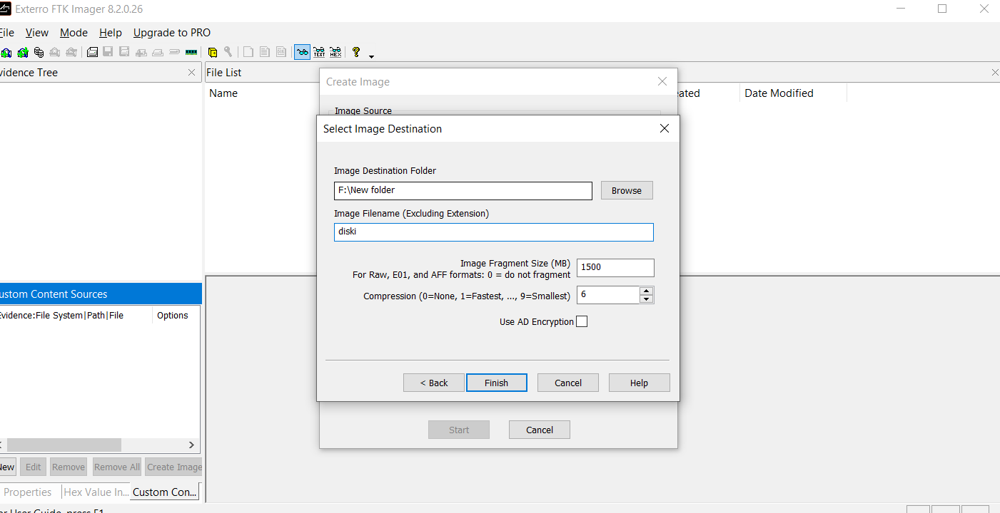 Exterro FTK Imager 8.2.0.26
File View Mode Help Upgrade to PRO
TEXT HEX
vidence Tree
File List
Name
ated
Date Modified
Create Image
Image Source
Select Image Destination
Image Destination Folder
F:\New folder
Browse
Image Filename (Excluding Extension)
diski
Image Fragment Size (MB)
For Raw, E01, and AFF formats: 0 = do not fragment
1500
Compression (0=None, 1=Fastest, ..., 9=Smallest)
6
Use AD Encryption
< Back Finish Cancel Help
Start Cancel
ustom Content Sources
Evidence:File System|Path|File Options
New Edit Remove Remove All Create Image
Properties Hex Value In... Custom Con...
or User Guide, press F1